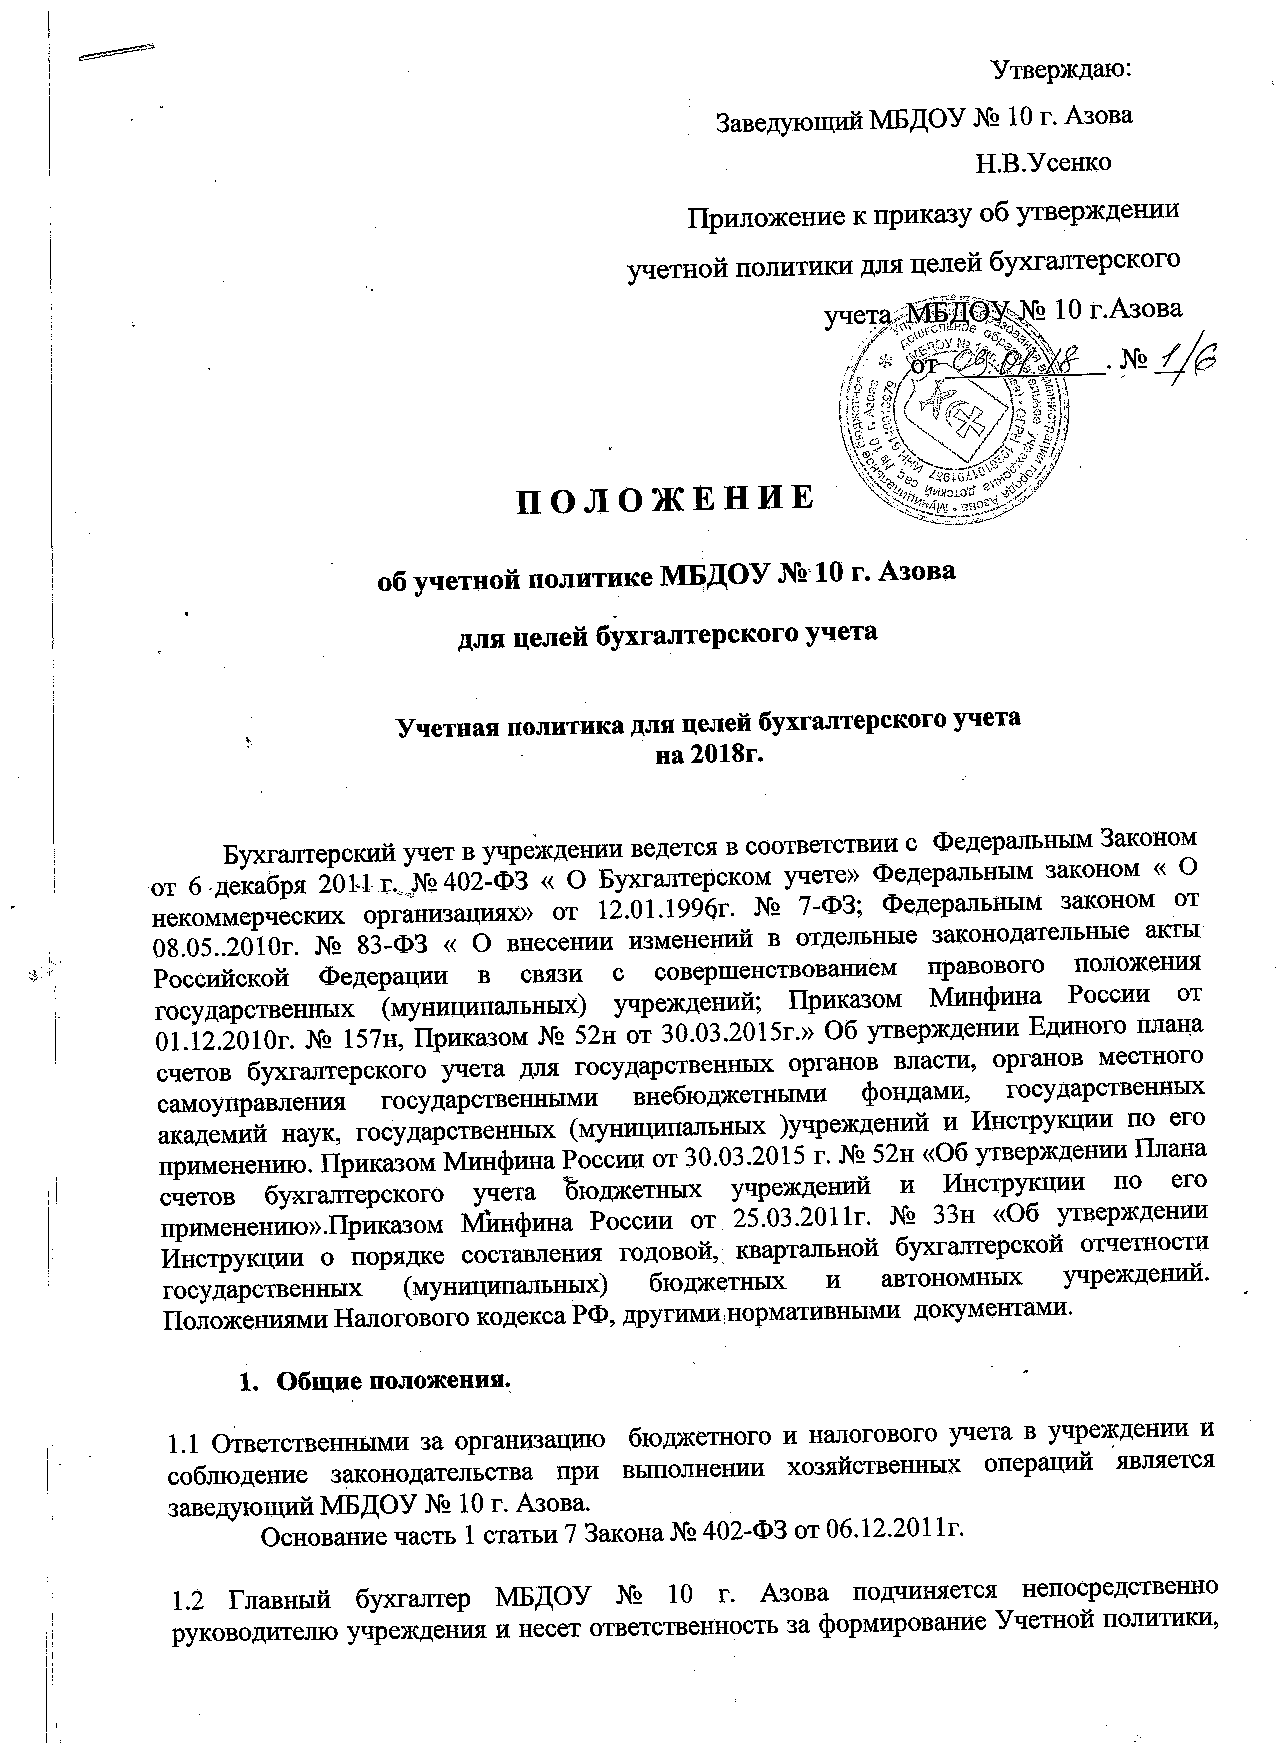 Утверждаю:
Заведующий МБДОУ № 10 г. Азова
Н.В.Усенко
Приложение к приказу об утверждении
учетной политики для целей бухгалтерского
учета МБДОУ № 10 г.Азова
от 09.01.18 . № 1/6
П О Л О Ж Е Н И Е
об учетной политике МБДОУ № 10 г. Азова
для целей бухгалтерского учета
Учетная политика для целей бухгалтерского учета
на 2018г.
Бухгалтерский учет в учреждении ведется в соответствии с Федеральным Законом
от 6 декабря 2011 г. № 402-ФЗ « О Бухгалтерском учете» Федеральным законом « О
некоммерческих организациях» от 12.01.1996г. № 7-ФЗ; Федеральным законом от
08.05..2010г. № 83-ФЗ « О внесении изменений в отдельные законодательные акты
Российской Федерации в связи с совершенствованием правового положения
государственных (муниципальных) учреждений; Приказом Минфина России от
01.12.2010г. № 157н, Приказом № 52н от 30.03.2015г.» Об утверждении Единого плана
счетов бухгалтерского учета для государственных органов власти, органов местного
самоуправления государственными внебюджетными фондами, государственных
академий наук, государственных (муниципальных )учреждений и Инструкции по его
применению. Приказом Минфина России от 30.03.2015 г. № 52н «Об утверждении Плана
счетов бухгалтерского учета бюджетных учреждений и Инструкции по его
применению».Приказом Минфина России от 25.03.2011г. № 33н «Об утверждении
Инструкции о порядке составления годовой, квартальной бухгалтерской отчетности
государственных (муниципальных) бюджетных и автономных учреждений.
Положениями Налогового кодекса РФ, другими нормативными документами.
1. Общие положения.
1.1 Ответственными за организацию бюджетного и налогового учета в учреждении и
соблюдение законодательства при выполнении хозяйственных операций является
заведующий МБДОУ № 10 г. Азова.
Основание часть 1 статьи 7 Закона № 402-ФЗ от 06.12.2011г.
1.2 Главный бухгалтер МБДОУ № 10 г. Азова подчиняется непосредственно
руководителю учреждения и несет ответственность за формирование Учетной политики,